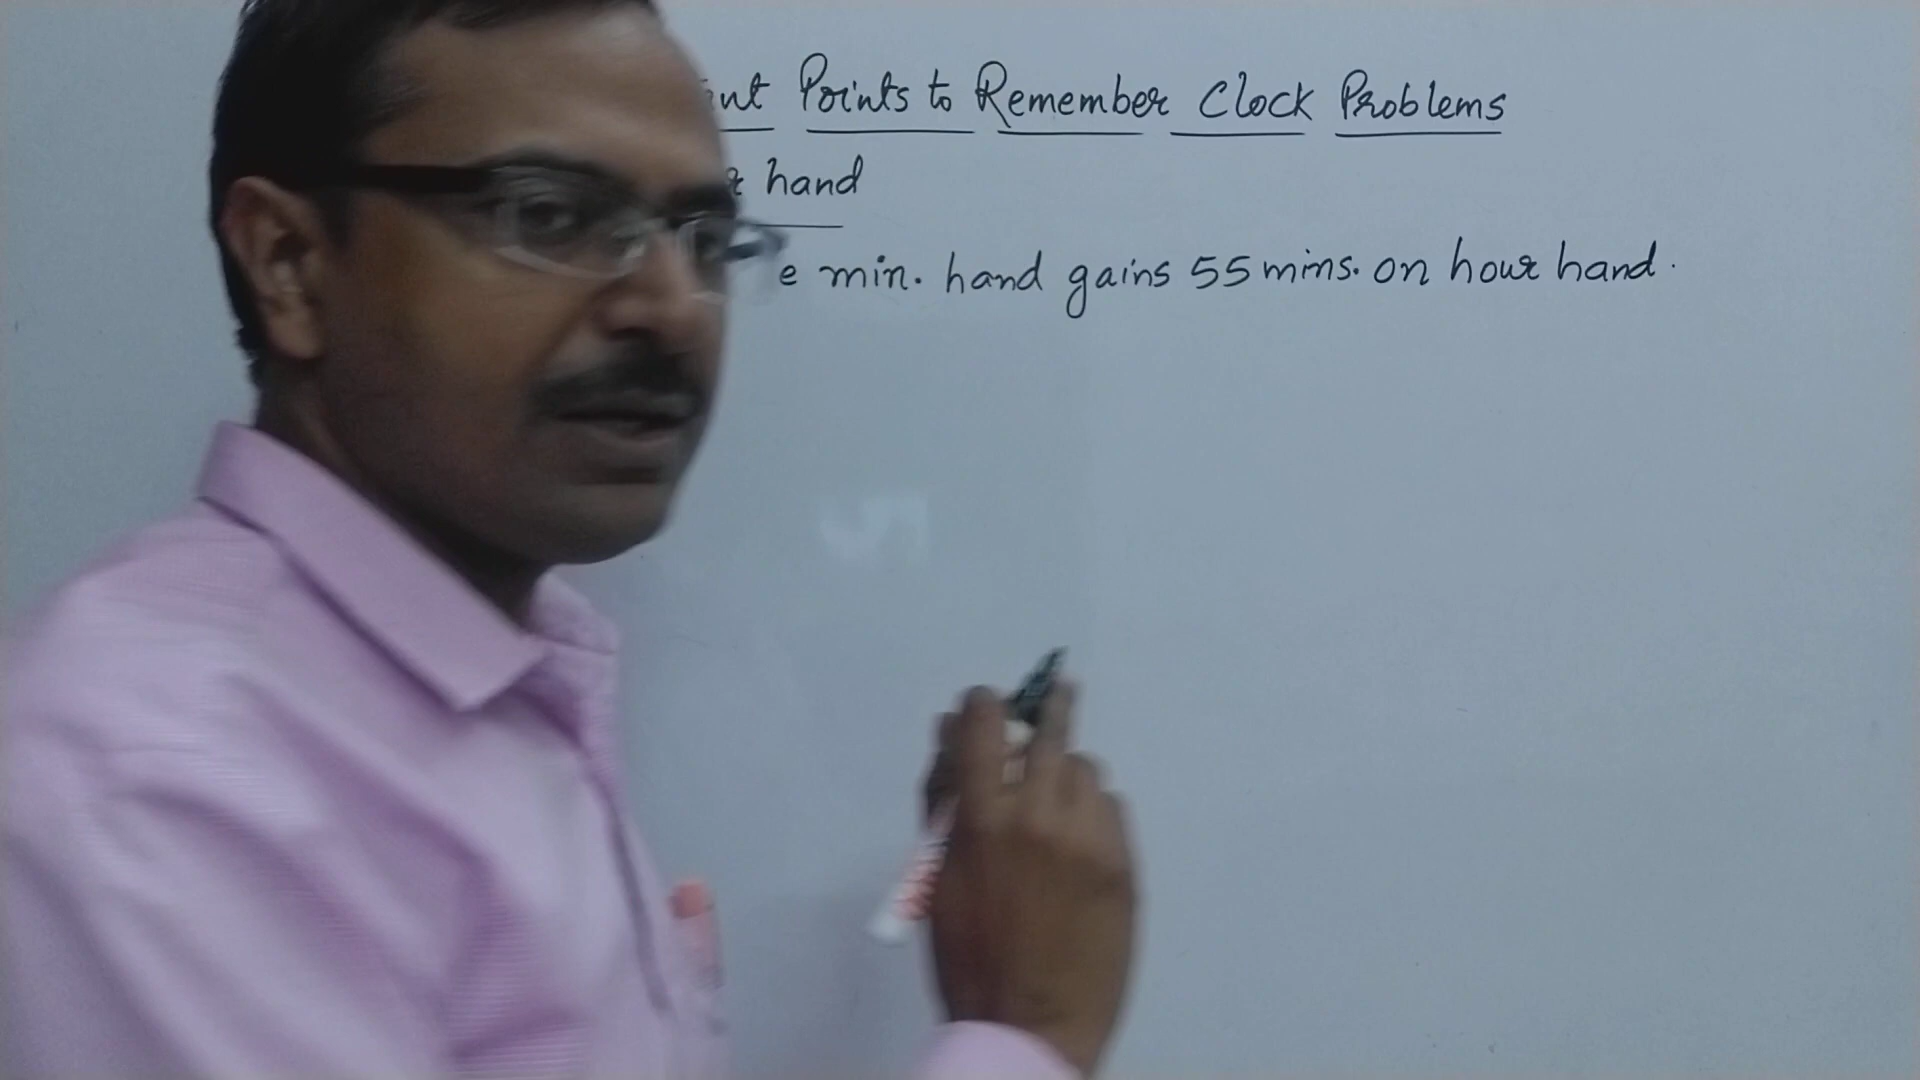 Points to Remember Clock Problems
hand
min. hand gains 55 mins. on hour hand.